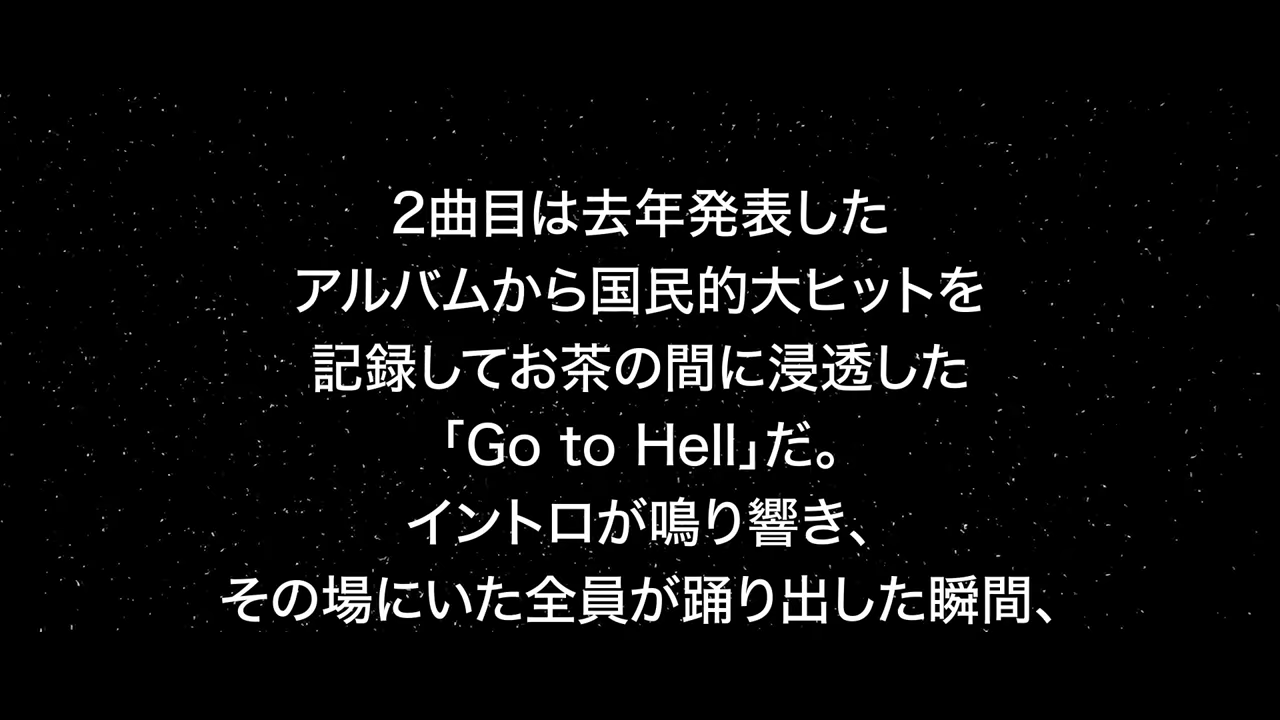 2曲目は去年発表した
アルバムから国民的大ヒットを
記録してお茶の間に浸透した
「Go to Hell」だ。
イントロが鳴り響き、
その場にいた全員が踊り出した瞬間、